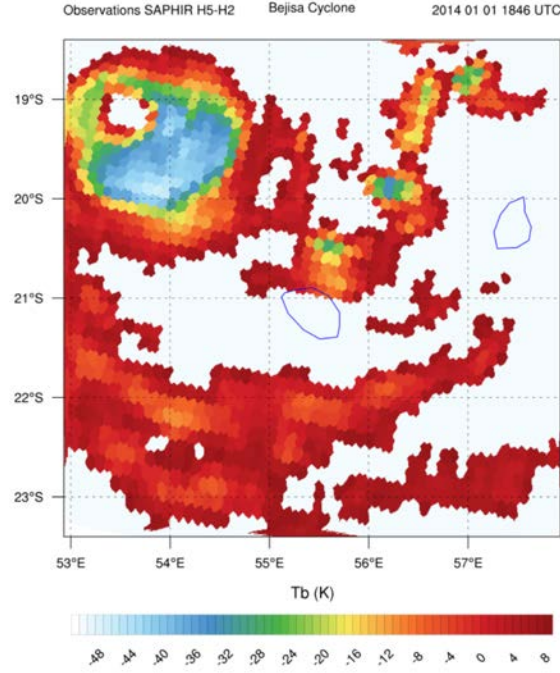 Observations SAPHIR H5-H2 Bejisa Cyclone 2014 01 01 1846 UTC
19°S
20°S
21°S
22°S
23°S
53°E 54°E 55°E 56°E 57°E
Tb (K)
-48 -44 -40 -36 -32 -28 -24 -20 -16 -12 -8 -4 0 4 8